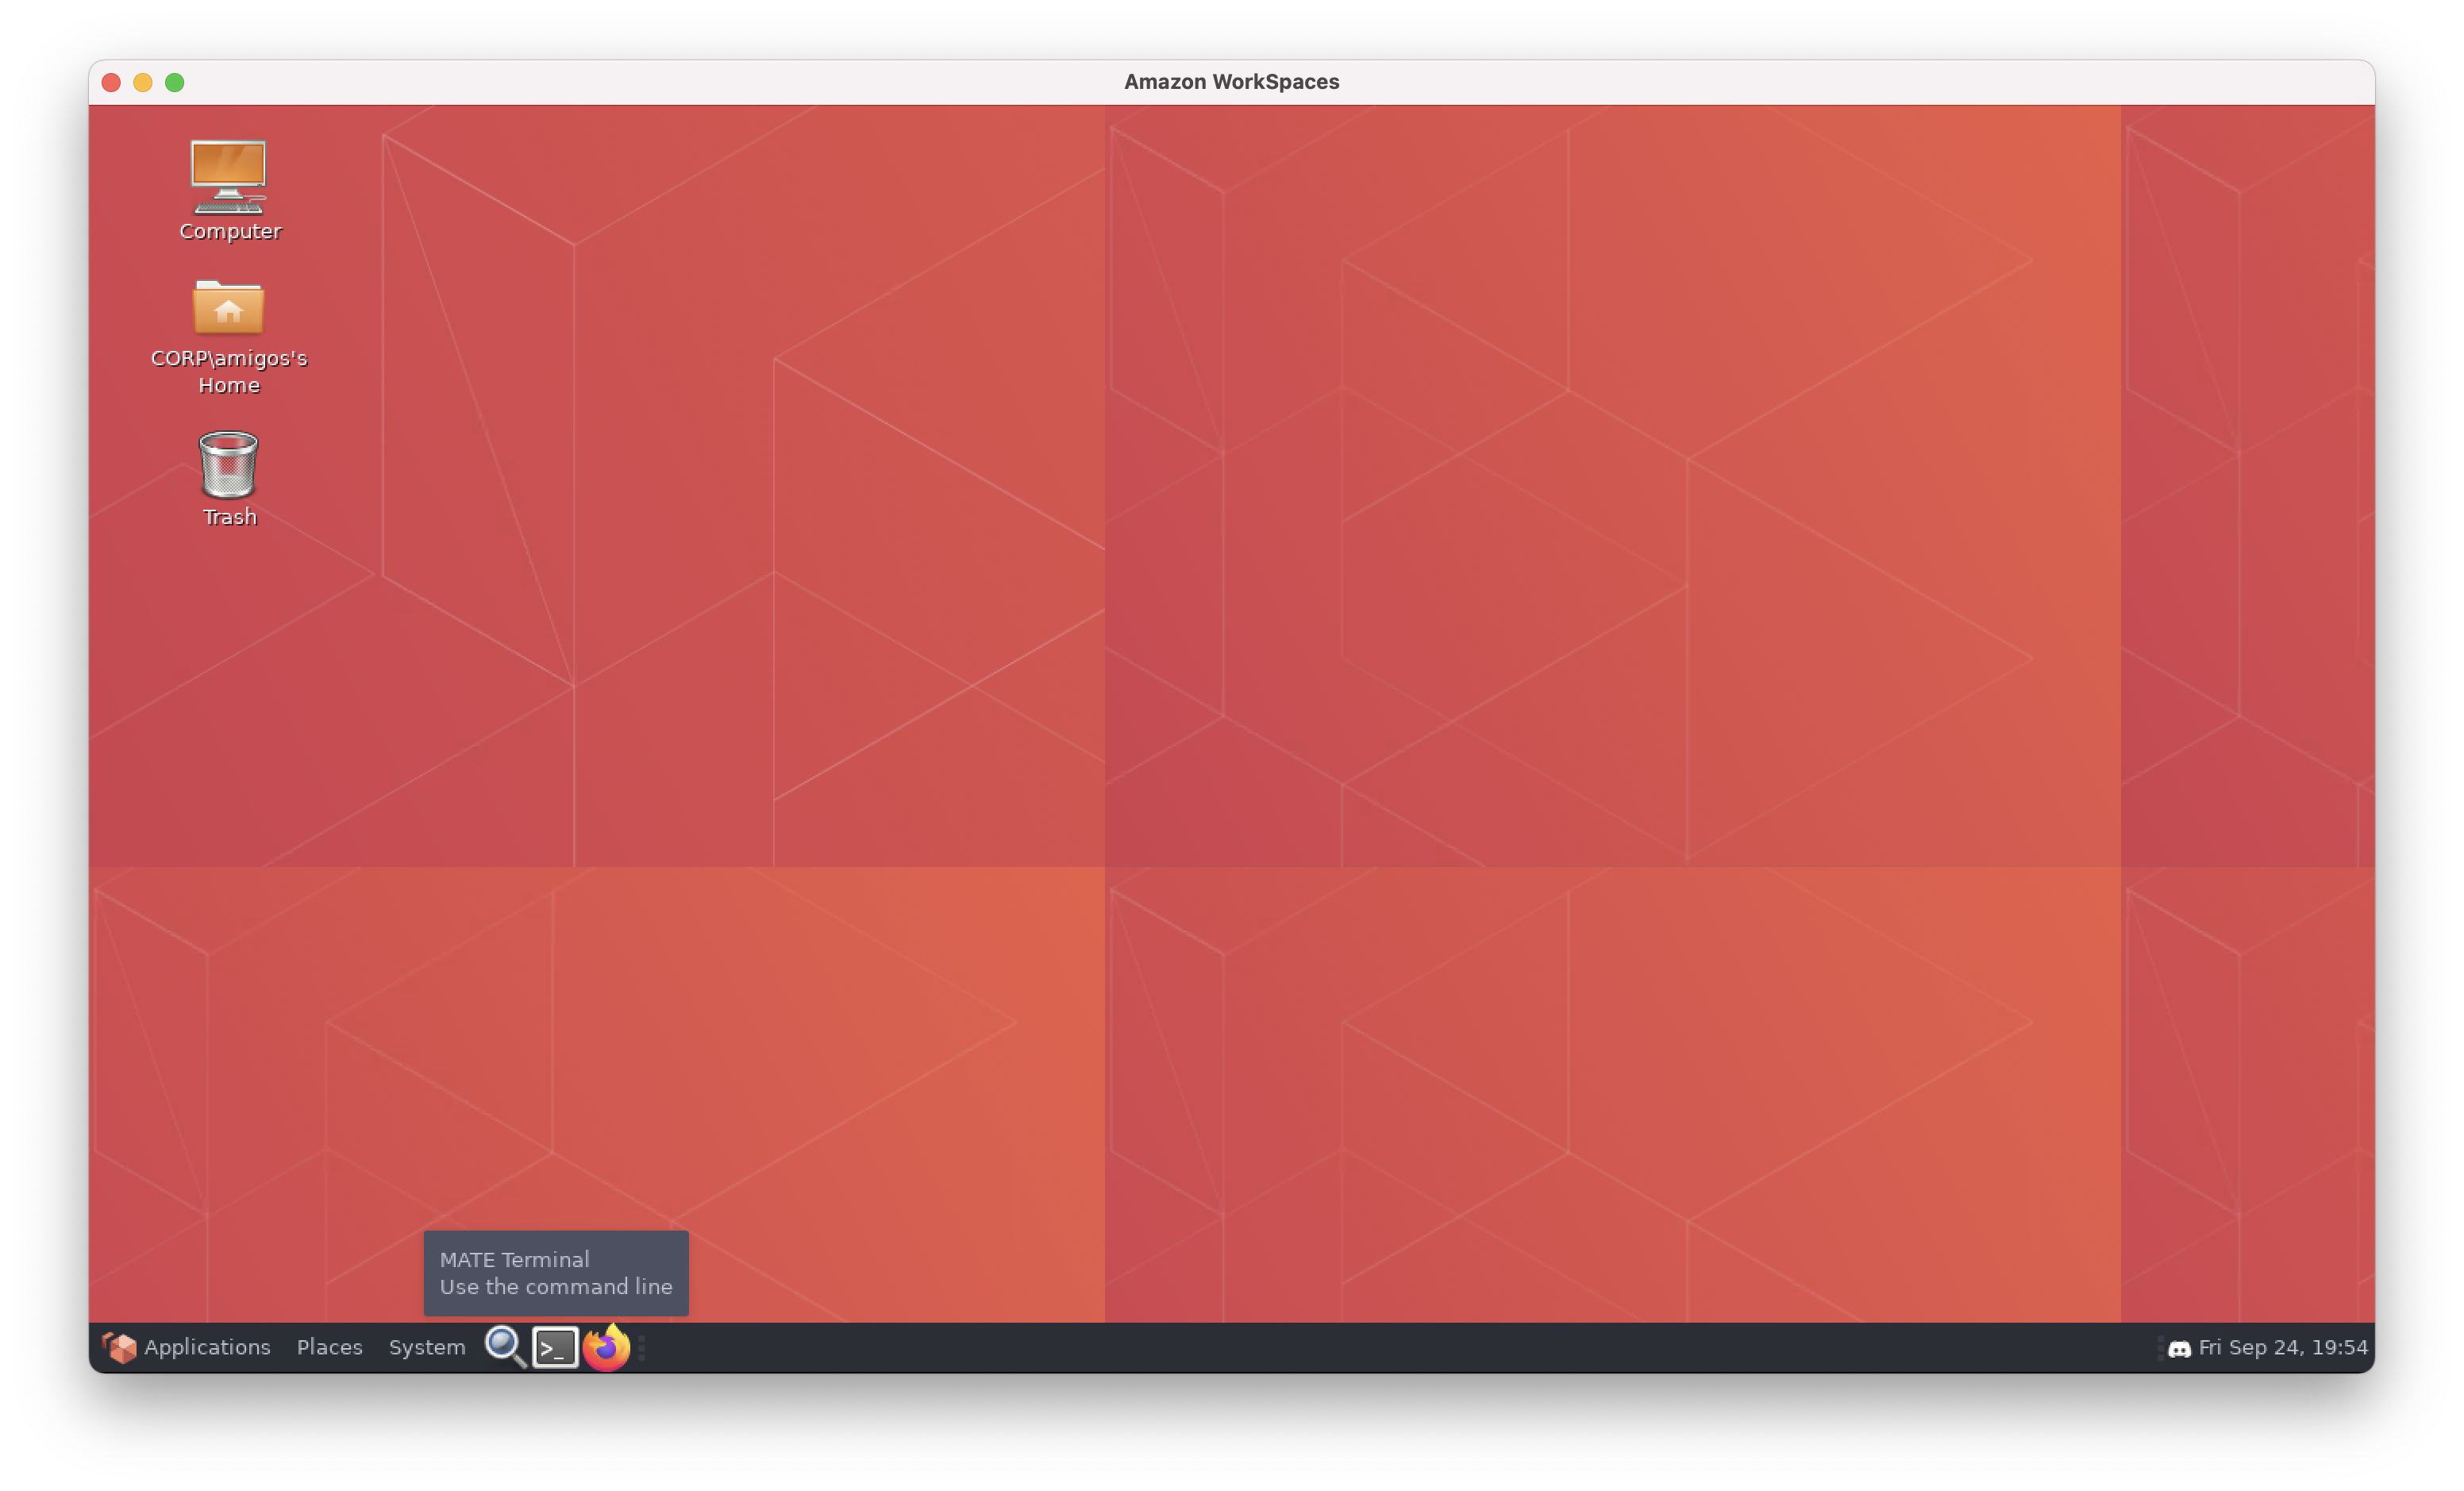 Amazon WorkSpaces
Computer
CORP\amigos's
Home
Trash
MATE Terminal
Use the command line
Applications Places System >_ Fri Sep 24, 19:54